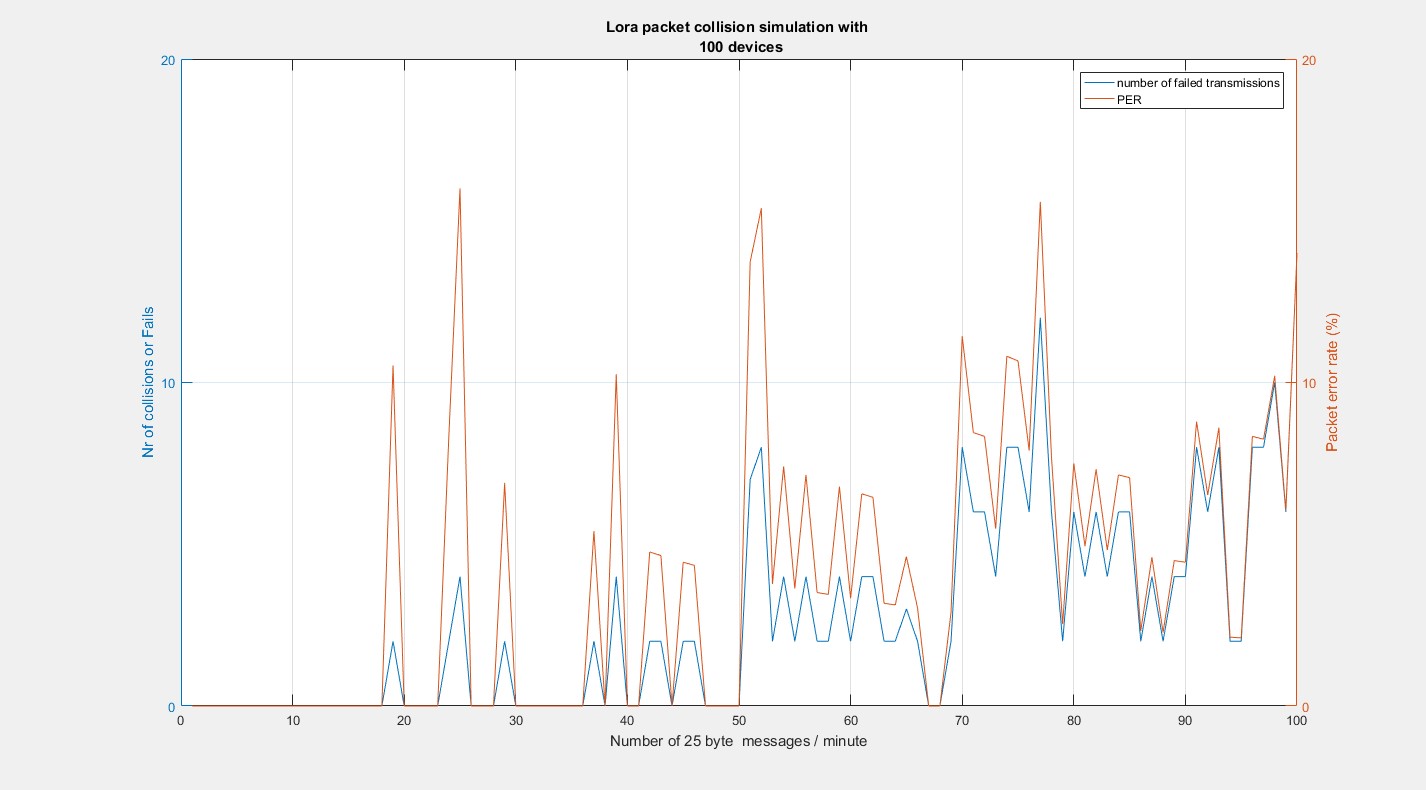 Lora packet collision simulation with
100 devices
20
20
number of failed transmissions
PER
Nr of collisions or Fails
Packet error rate (%)
10
10
0
0
0 10 20 30 40 50 60 70 80 90 100
Number of 25 byte  messages / minute